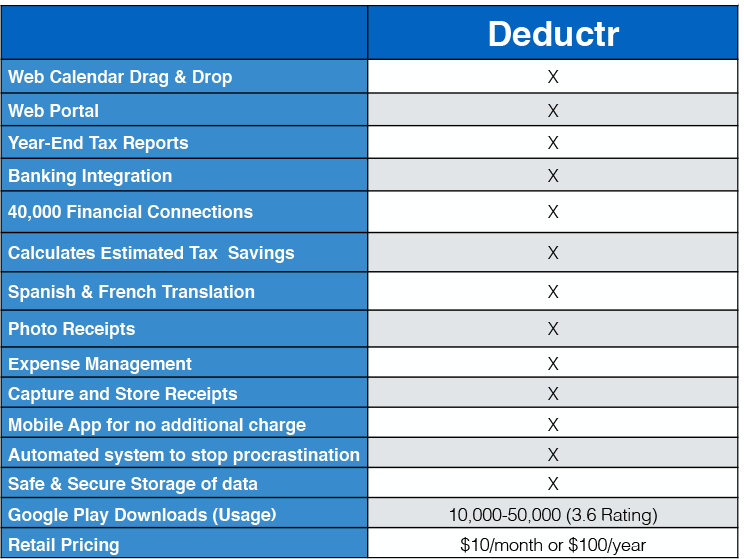 Deductr
Web Calendar Drag & Drop X
Web Portal X
Year-End Tax Reports X
Banking Integration X
40,000 Financial Connections X
Calculates Estimated Tax  Savings X
Spanish & French Translation X
Photo Receipts X
Expense Management X
Capture and Store Receipts X
Mobile App for no additional charge X
Automated system to stop procrastination X
Safe & Secure Storage of data X
Google Play Downloads (Usage) 10,000-50,000 (3.6 Rating)
Retail Pricing $10/month or $100/year